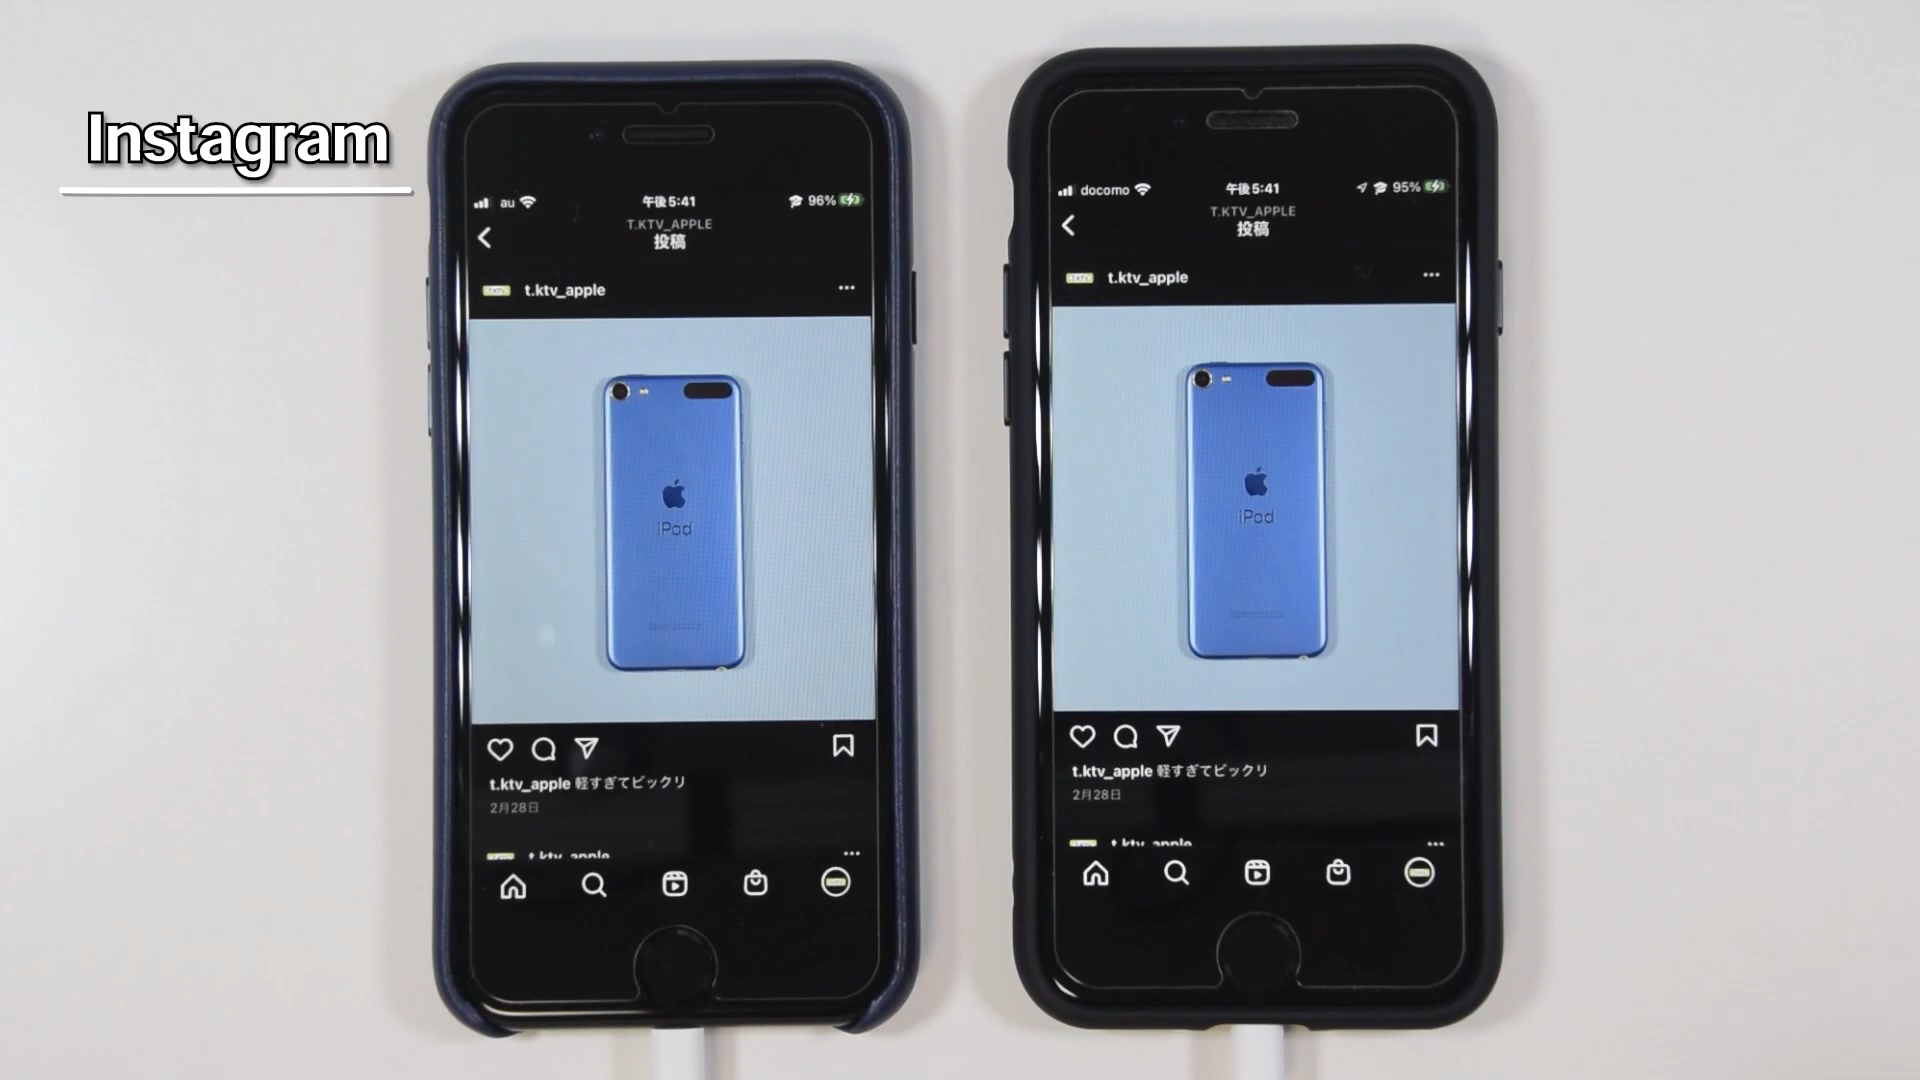 Instagram
au 午後5:41 96%
T.KTV_APPLE
投稿
t.ktv_apple
iPod
t.ktv_apple 軽すぎてビックリ
2月28日
t.ktv_apple
docomo 午後5:41 95%
T.KTV_APPLE
投稿
t.ktv_apple
iPod
t.ktv_apple 軽すぎてビックリ
2月28日
t.ktv_apple